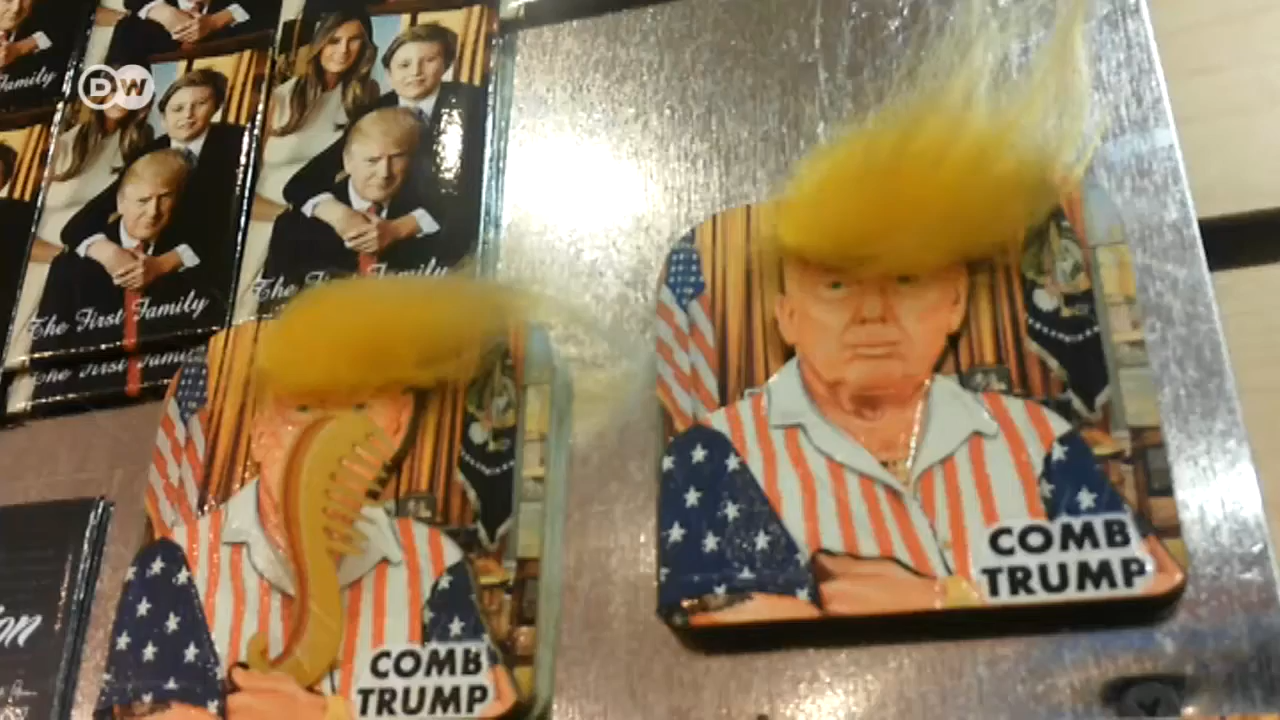 DW
Family
The First Family
The First Family
The First Family
COMB
TRUMP
COMB
TRUMP